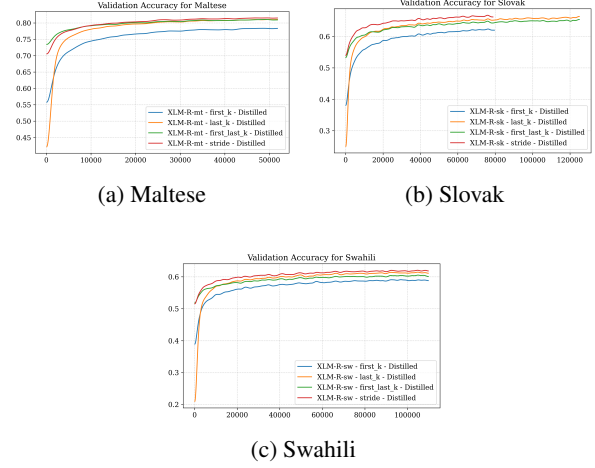 Validation Accuracy for Maltese
0.80
0.75
0.70
0.65
0.60
0.55
0.50
0.45
XLM-R-mt - first_k - Distilled
XLM-R-mt - last_k - Distilled
XLM-R-mt - first_last_k - Distilled
XLM-R-mt - stride - Distilled
0 10000 20000 30000 40000 50000
(a) Maltese
Validation Accuracy for Slovak
0.6
0.5
0.4
0.3
XLM-R-sk - first_k - Distilled
XLM-R-sk - last_k - Distilled
XLM-R-sk - first_last_k - Distilled
XLM-R-sk - stride - Distilled
0 20000 40000 60000 80000 100000 120000
(b) Slovak
Validation Accuracy for Swahili
0.6
0.5
0.4
0.3
0.2
XLM-R-sw - first_k - Distilled
XLM-R-sw - last_k - Distilled
XLM-R-sw - first_last_k - Distilled
XLM-R-sw - stride - Distilled
0 20000 40000 60000 80000 100000
(c) Swahili